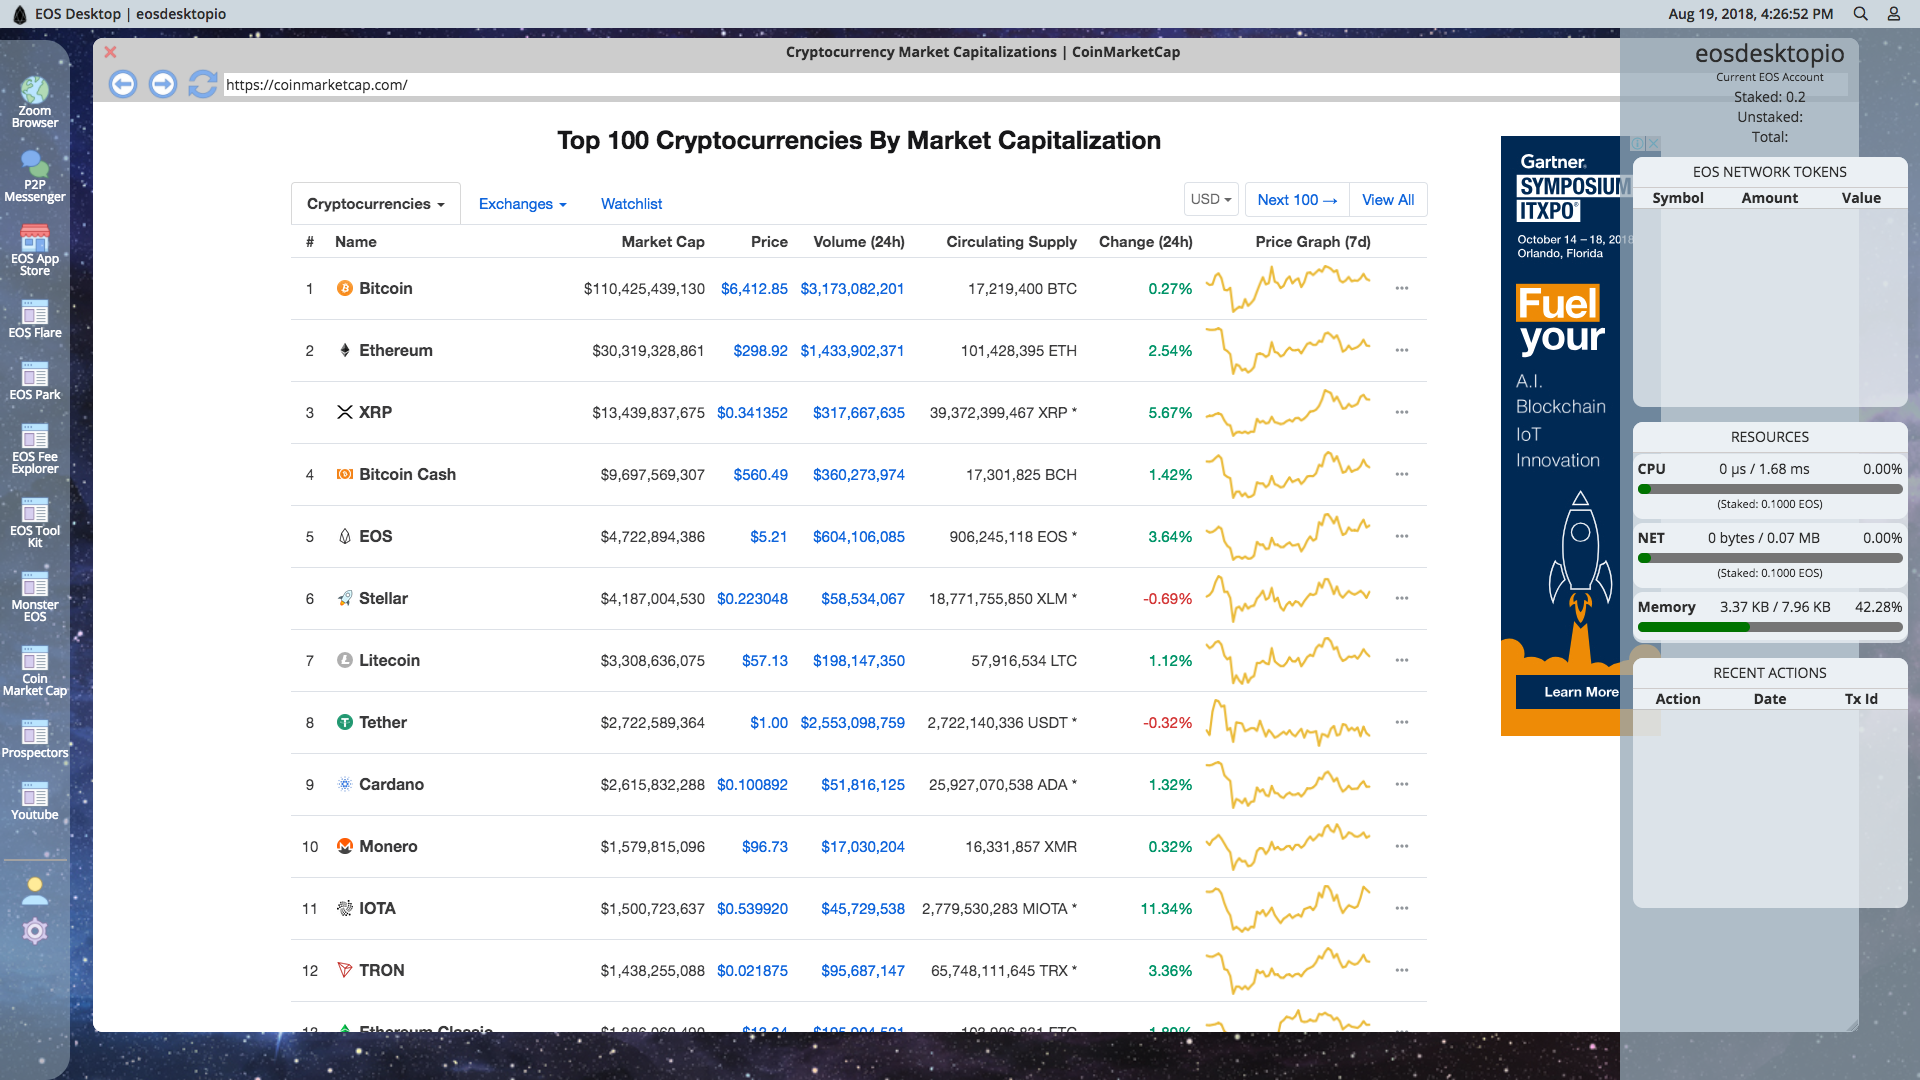 EOS Desktop | eosdesktopio
Aug 19, 2018, 4:26:52 PM
Zoom
Browser
P2P
Messenger
EOS App
Store
EOS Flare
EOS Park
EOS Fee
Explorer
EOS Tool
Kit
Monster
EOS
Coin
Market Cap
Prospectors
Youtube
Cryptocurrency Market Capitalizations | CoinMarketCap
https://coinmarketcap.com/
Top 100 Cryptocurrencies By Market Capitalization
Cryptocurrencies Exchanges Watchlist USD Next 100 → View All
# Name Market Cap Price Volume (24h) Circulating Supply Change (24h) Price Graph (7d)
1 Bitcoin $110,425,439,130 $6,412.85 $3,173,082,201 17,219,400 BTC 0.27%
2 Ethereum $30,319,328,861 $298.92 $1,433,902,371 101,428,395 ETH 2.54%
3 XRP $13,439,837,675 $0.341352 $317,667,635 39,372,399,467 XRP * 5.67%
4 Bitcoin Cash $9,697,569,307 $560.49 $360,273,974 17,301,825 BCH 1.42%
5 EOS $4,722,894,386 $5.21 $604,106,085 906,245,118 EOS * 3.64%
6 Stellar $4,187,004,530 $0.223048 $58,534,067 18,771,755,850 XLM * -0.69%
7 Litecoin $3,308,636,075 $57.13 $198,147,350 57,916,534 LTC 1.12%
8 Tether $2,722,589,364 $1.00 $2,553,098,759 2,722,140,336 USDT * -0.32%
9 Cardano $2,615,832,288 $0.100892 $51,816,125 25,927,070,538 ADA * 1.32%
10 Monero $1,579,815,096 $96.73 $17,030,204 16,331,857 XMR 0.32%
11 IOTA $1,500,723,637 $0.539920 $45,729,538 2,779,530,283 MIOTA * 11.34%
12 TRON $1,438,255,088 $0.021875 $95,687,147 65,748,111,645 TRX * 3.36%
13 Ethereum Classic
Gartner
SYMPOSIUM
ITXPO
October 14 – 18, 2018
Orlando, Florida
Fuel
your
A.I.
Blockchain
IoT
Innovation
Learn More
eosdesktopio
Current EOS Account
Staked: 0.2
Unstaked:
Total:
EOS NETWORK TOKENS
Symbol Amount Value
RESOURCES
CPU 0 µs / 1.68 ms 0.00%
(Staked: 0.1000 EOS)
NET 0 bytes / 0.07 MB 0.00%
(Staked: 0.1000 EOS)
Memory 3.37 KB / 7.96 KB 42.28%
RECENT ACTIONS
Action Date Tx Id